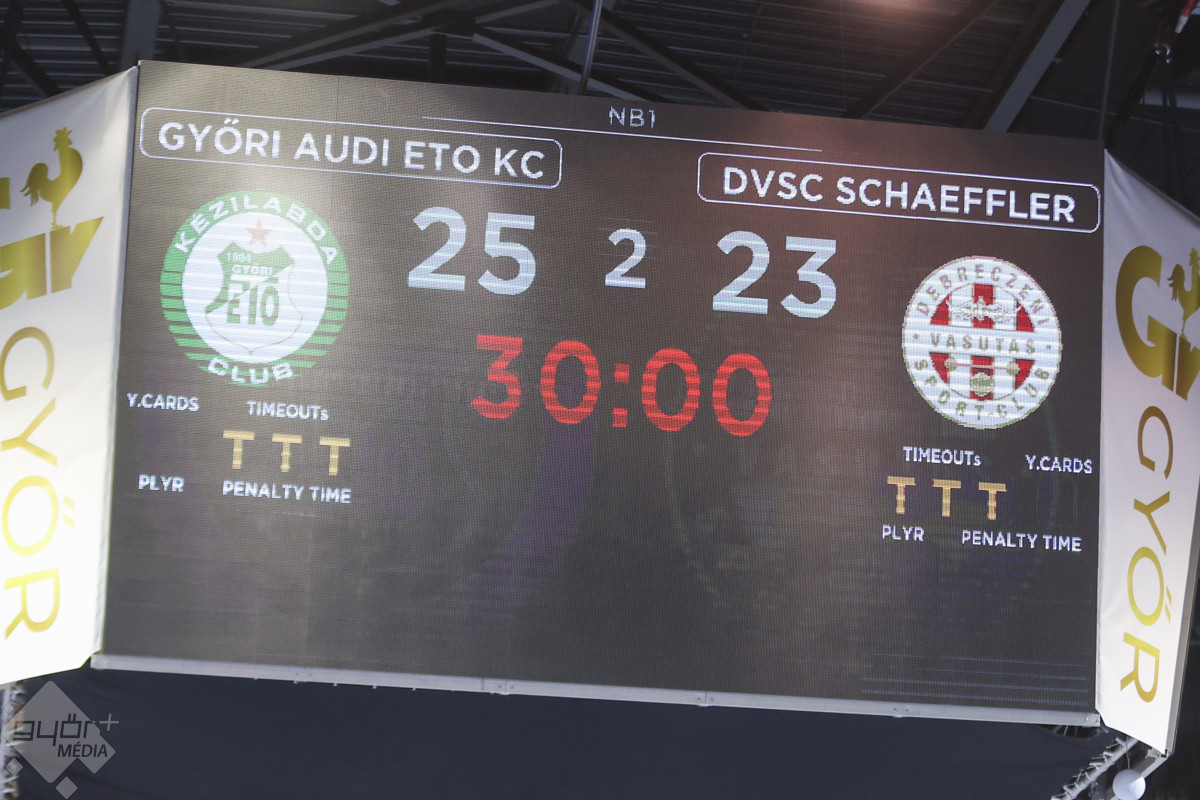 NB1
GYŐRI AUDI ETO KC
DVSC SCHAEFFLER
25 2 23
30:00
KÉZILABDA
1904
GYŐRI
ETO
CLUB
DEBRECZENI
VASUTAS
SPORT CLUB
Y.CARDS TIMEOUTs
T T T
PLYR PENALTY TIME
TIMEOUTs Y.CARDS
T T T
PLYR PENALTY TIME
GYŐR
GYŐR
győr+
MÉDIA